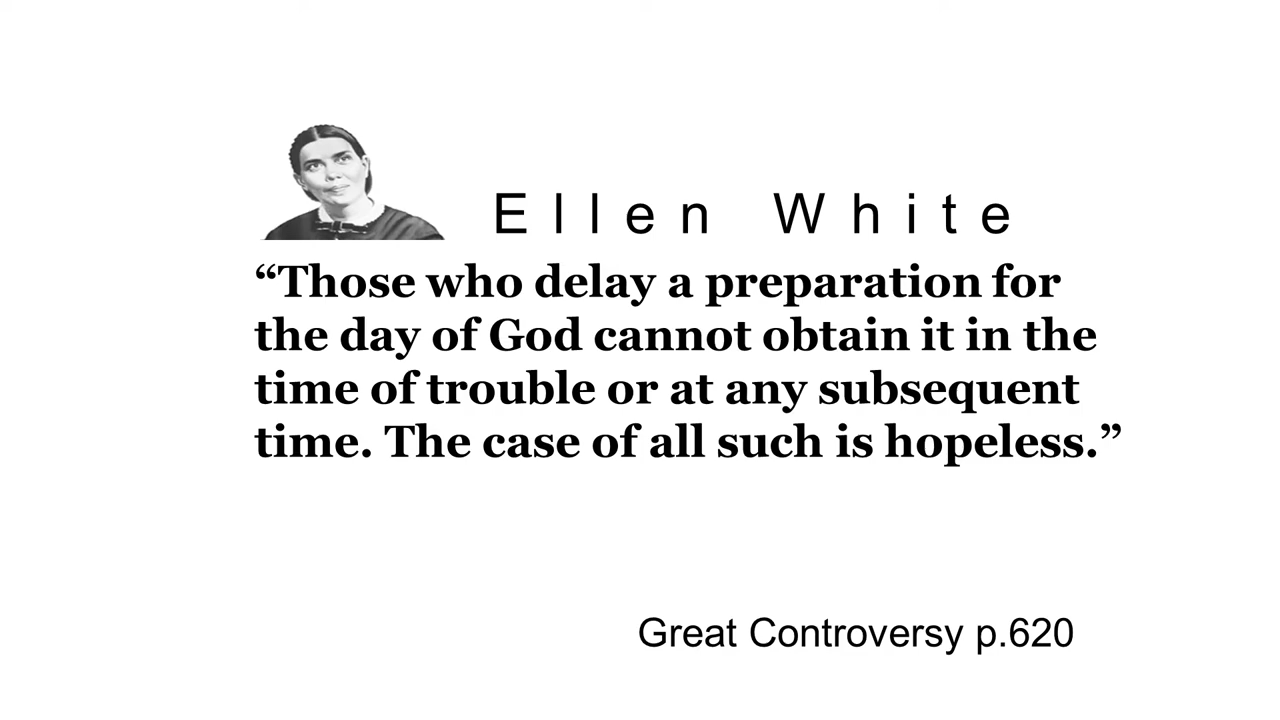 Ellen White
“Those who delay a preparation for
the day of God cannot obtain it in the
time of trouble or at any subsequent
time. The case of all such is hopeless.”
Great Controversy p.620